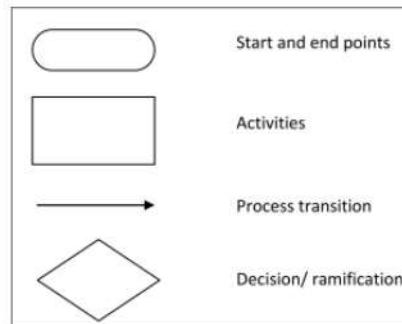 Start and end points
Activities
Process transition
Decision/ ramification